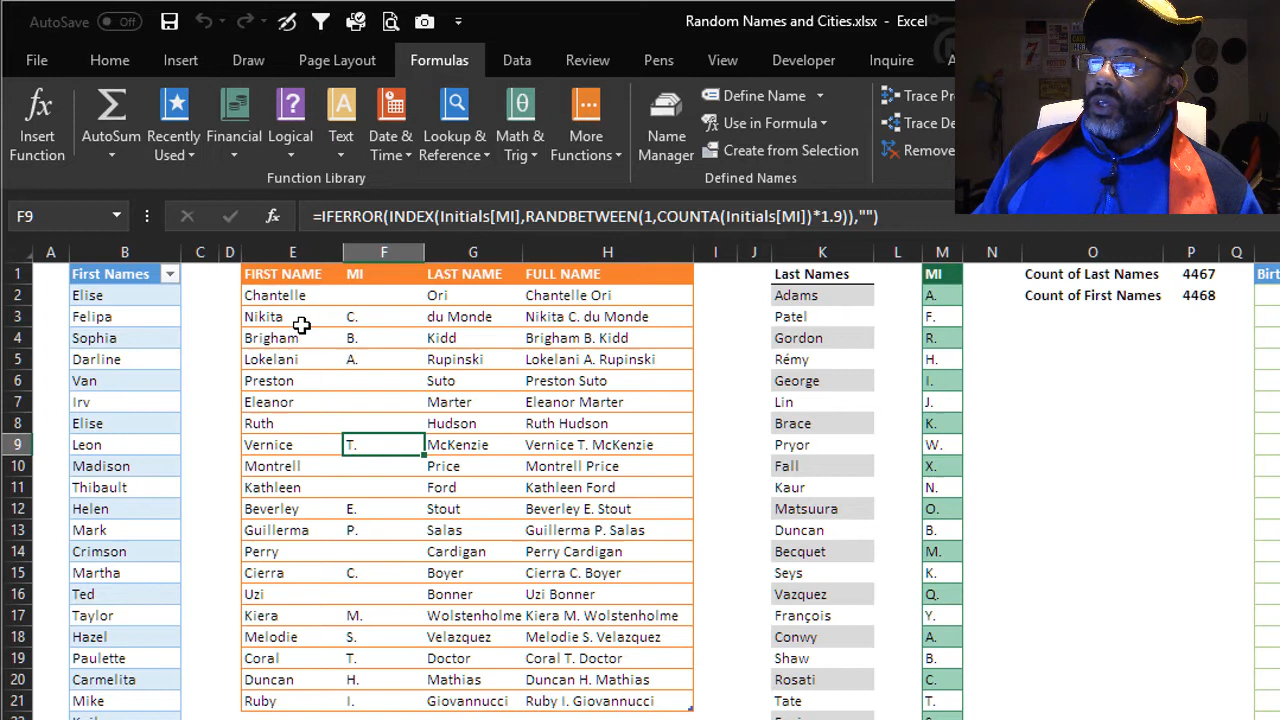 AutoSave Off Random Names and Cities.xlsx - Excel
File Home Insert Draw Page Layout Formulas Data Review Pens View Developer Inquire
Insert Function AutoSum Recently Used Financial Logical Text Date & Time Lookup & Reference Math & Trig More Functions Name Manager
Define Name
Use in Formula
Create from Selection
Trace
Trace
Remove
Function Library Defined Names
F9 fx =IFERROR(INDEX(Initials[MI],RANDBETWEEN(1,COUNTA(Initials[MI])*1.9)),"")
A B C D E F G H I J K L M N O P Q
1 First Names FIRST NAME MI LAST NAME FULL NAME Last Names MI Count of Last Names 4467 Birt
2 Elise Chantelle Ori Chantelle Ori Adams A. Count of First Names 4468
3 Felipa Nikita C. du Monde Nikita C. du Monde Patel F.
4 Sophia Brigham B. Kidd Brigham B. Kidd Gordon R.
5 Darline Lokelani A. Rupinski Lokelani A. Rupinski Rémy H.
6 Van Preston Suto Preston Suto George I.
7 Irv Eleanor Marter Eleanor Marter Lin J.
8 Elise Ruth Hudson Ruth Hudson Brace K.
9 Leon Vernice T. McKenzie Vernice T. McKenzie Pryor W.
10 Madison Montrell Price Montrell Price Fall X.
11 Thibault Kathleen Ford Kathleen Ford Kaur N.
12 Helen Beverley E. Stout Beverley E. Stout Matsuura O.
13 Mark Guillerma P. Salas Guillerma P. Salas Duncan B.
14 Crimson Perry Cardigan Perry Cardigan Becquet M.
15 Martha Cierra C. Boyer Cierra C. Boyer Seys K.
16 Ted Uzi Bonner Uzi Bonner Vazquez Q.
17 Taylor Kiera M. Wolstenholme Kiera M. Wolstenholme François Y.
18 Hazel Melodie S. Velazquez Melodie S. Velazquez Conwy A.
19 Paulette Coral T. Doctor Coral T. Doctor Shaw B.
20 Carmelita Duncan H. Mathias Duncan H. Mathias Rosati C.
21 Mike Ruby I. Giovannucci Ruby I. Giovannucci Tate T.